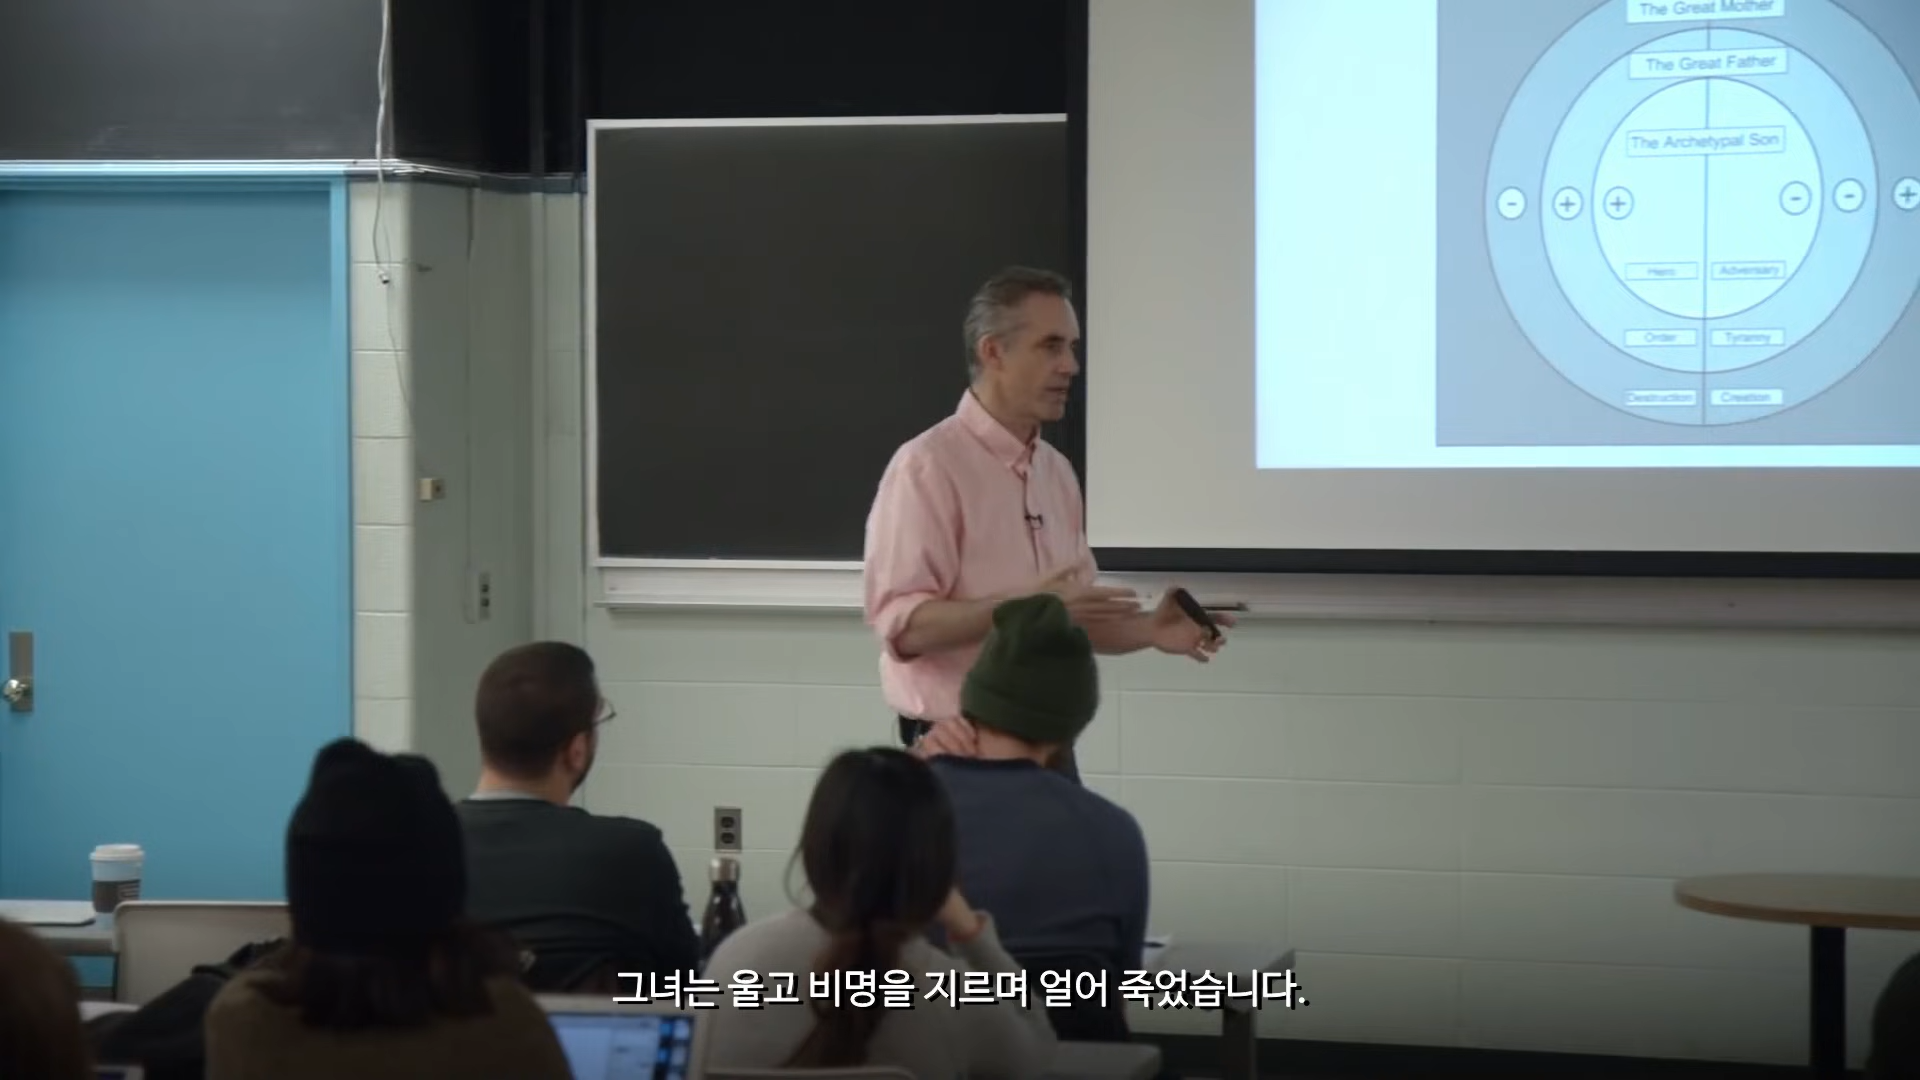 The Great Mother
The Great Father
The Archetypal Son
- + + - - +
Hero Adversary
Order Tyranny
Destruction Creation
그녀는 울고 비명을 지르며 얼어 죽었습니다.